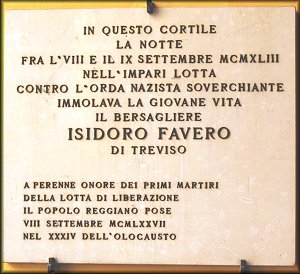 IN QUESTO CORTILE
LA NOTTE
FRA L'VIII E IL IX SETTEMBRE MCMXLIII
NELL'IMPARI LOTTA
CONTRO L'ORDA NAZISTA SOVERCHIANTE
IMMOLAVA LA GIOVANE VITA
IL BERSAGLIERE
ISIDORO FAVERO
DI TREVISO
A PERENNE ONORE DEI PRIMI MARTIRI
DELLA LOTTA DI LIBERAZIONE
IL POPOLO REGGIANO POSE
VIII SETTEMBRE MCMLXXVII
NEL XXXIV DELL'OLOCAUSTO